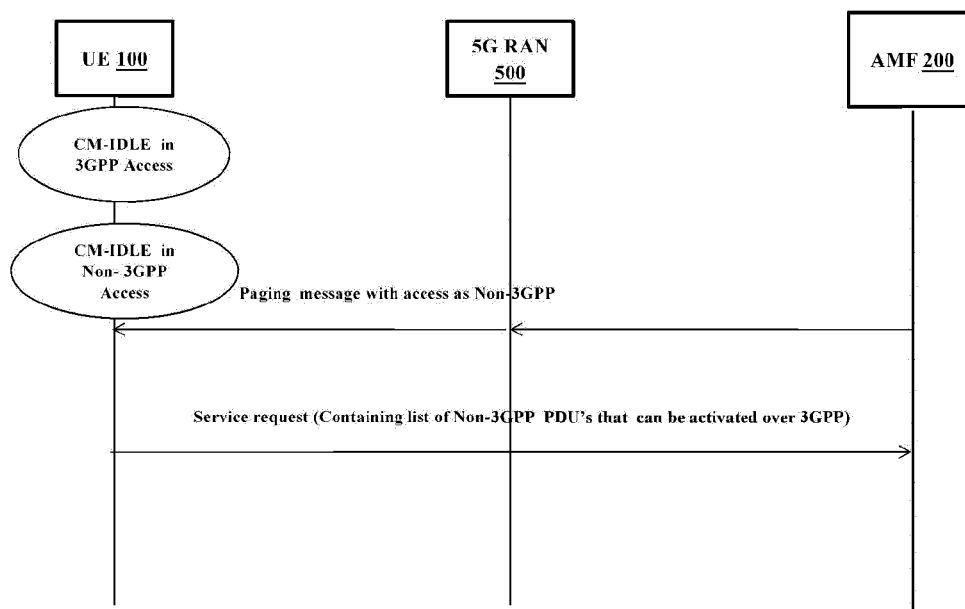 UE 100
5G RAN
500
AMF 200
CM-IDLE in
3GPP Access
CM-IDLE in
Non- 3GPP
Access
Paging message with access as Non-3GPP
Service request (Containing list of Non-3GPP PDU's that can be activated over 3GPP)